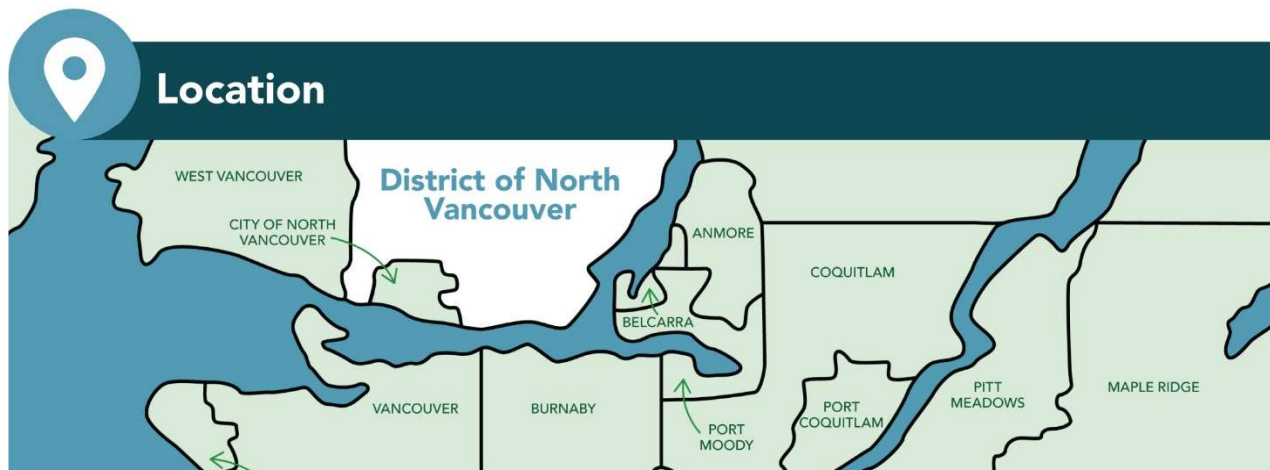 Location
WEST VANCOUVER
District of North
Vancouver
CITY OF NORTH
VANCOUVER
ANMORE
COQUITLAM
BELCARRA
VANCOUVER
BURNABY
PORT
MOODY
PORT
COQUITLAM
PITT
MEADOWS
MAPLE RIDGE